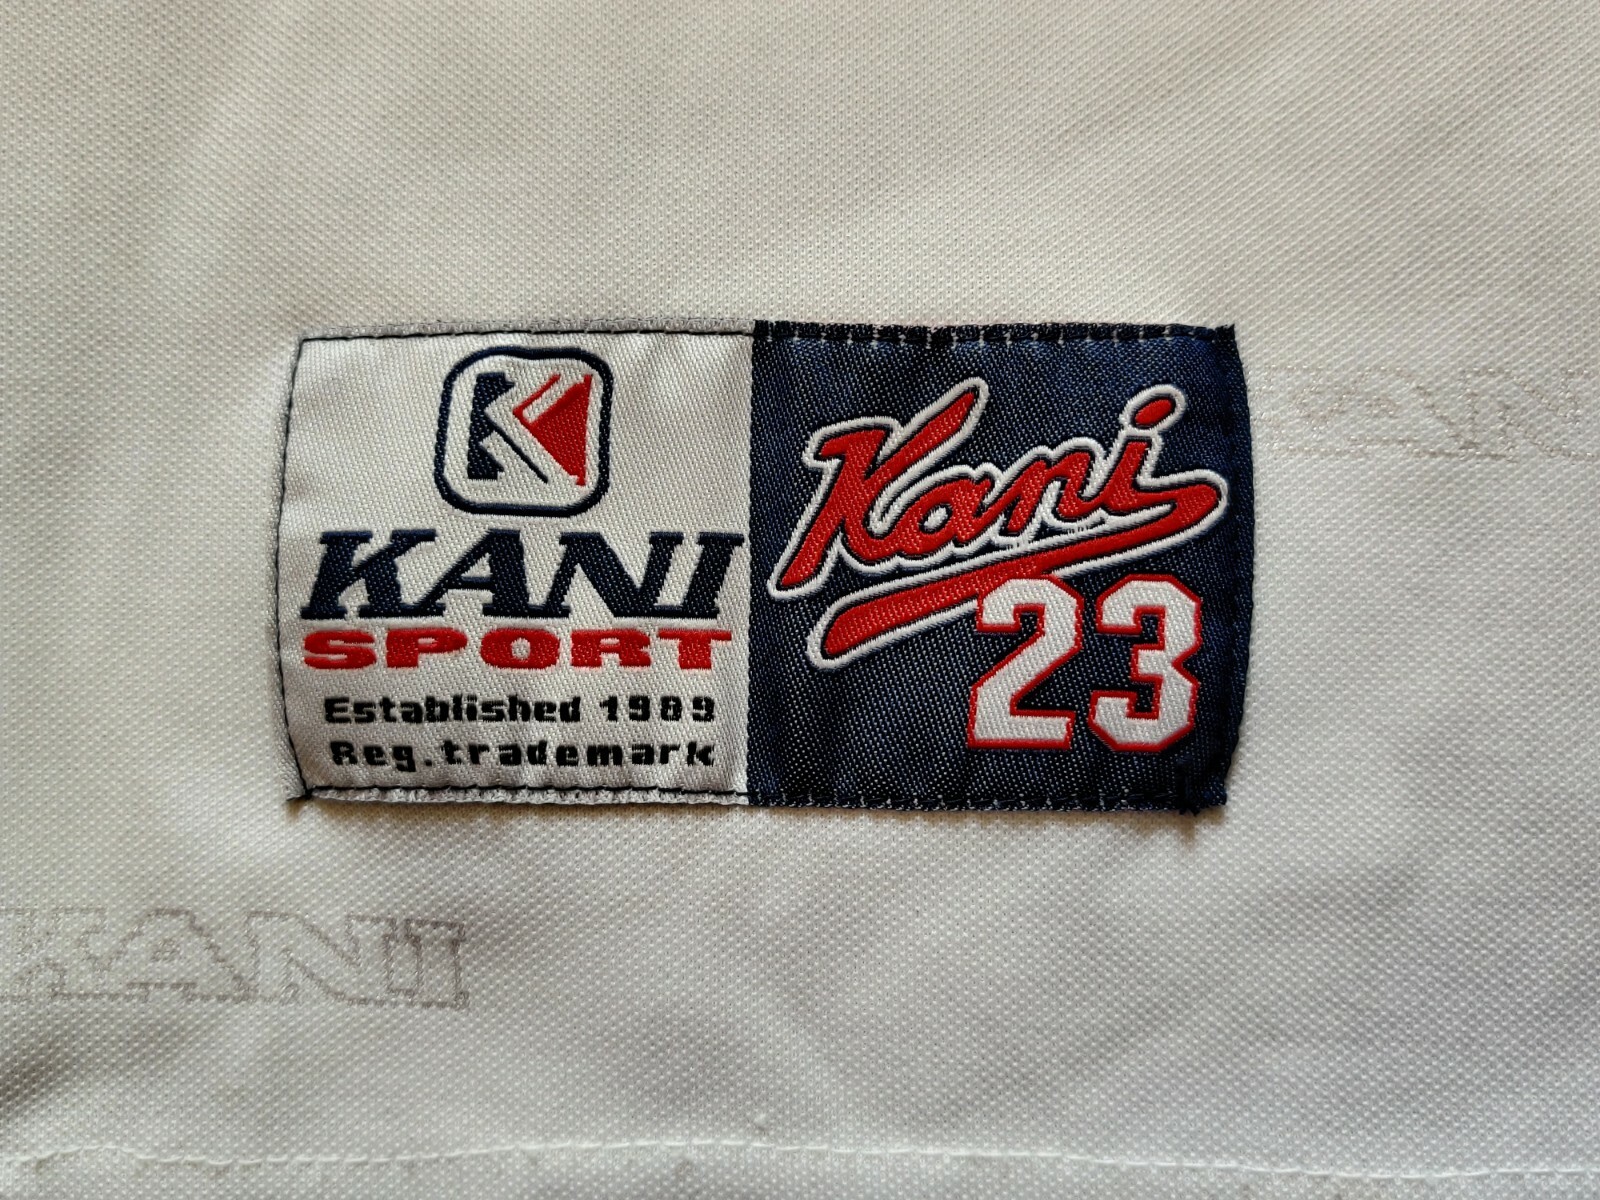 K
KANI
SPORT
Established 1989
Reg. trademark
Kani
23
KANI